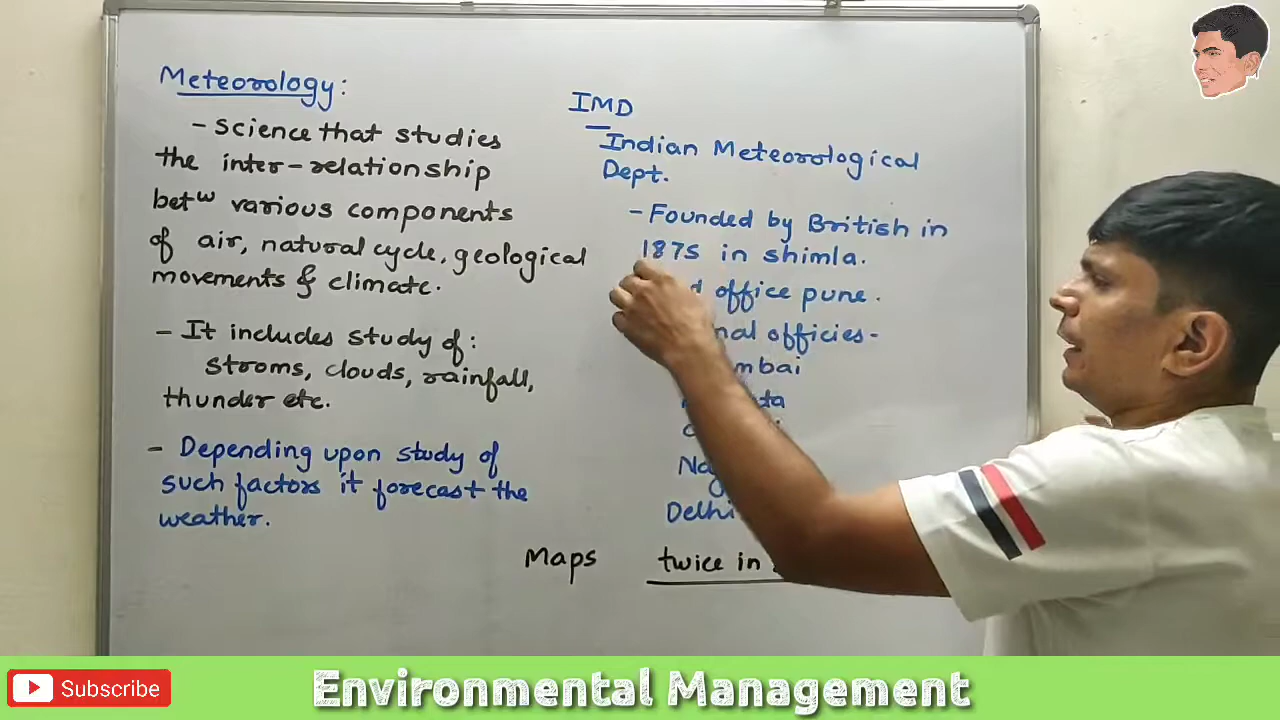 Meteorology:
- Science that studies
the inter-relationship
betw various components
of air, natural cycle, geological
movements & climate.
- It includes study of:
stroms, clouds, rainfall,
thunder etc.
- Depending upon study of
such factors it forecast the
weather.
IMD
- Indian Meteorological
Dept.
- Founded by British in
1875 in shimla.
office pune.
officies-
Delhi
Maps
twice in
Subscribe
Environmental Management